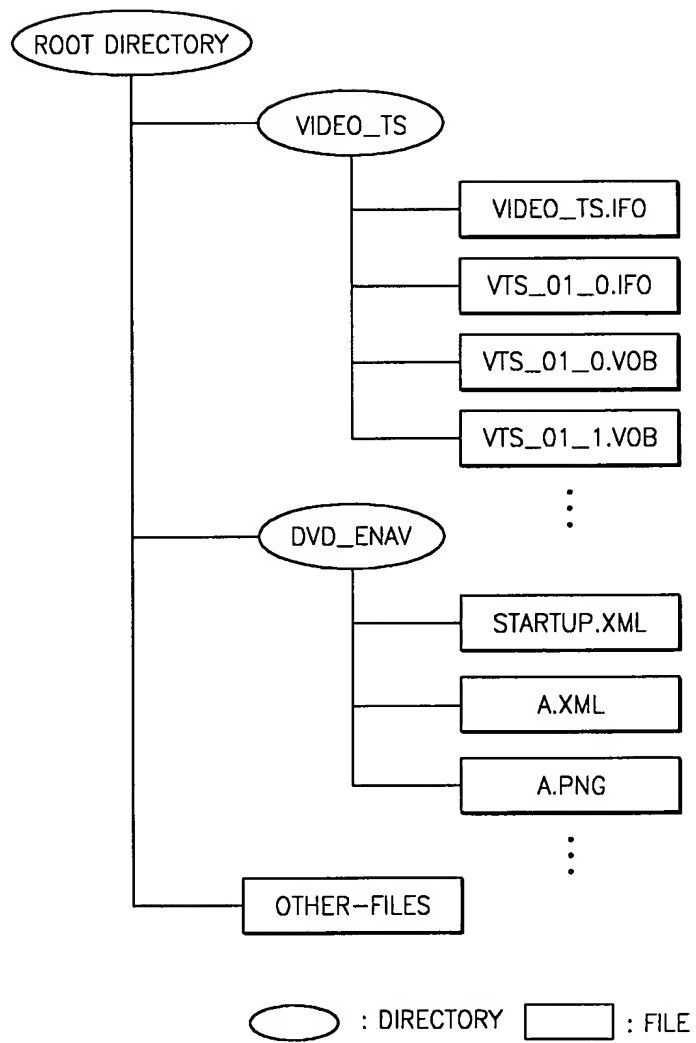 ROOT DIRECTORY
VIDEO_TS
VIDEO_TS.IFO
VTS_01_0.IFO
VTS_01_0.VOB
VTS_01_1.VOB
DVD_ENAV
STARTUP.XML
A.XML
A.PNG
OTHER-FILES
: DIRECTORY
: FILE